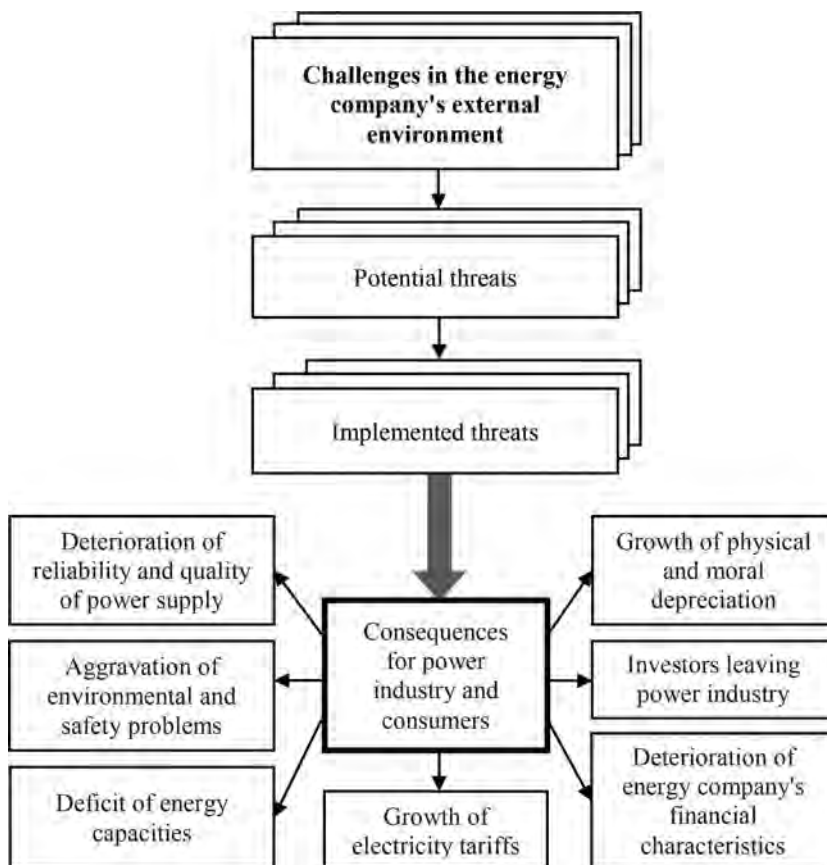 Challenges in the energy
company's external
environment
Potential threats
Implemented threats
Deterioration of
reliability and quality
of power supply
Growth of physical
and moral
depreciation
Consequences
for power
industry and
consumers
Aggravation of
environmental and
safety problems
Investors leaving
power industry
Deficit of energy
capacities
Growth of
electricity tariffs
Deterioration of
energy company's
financial
characteristics